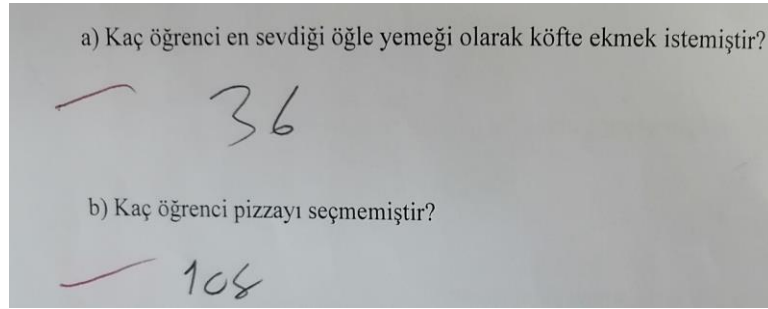 a) Kaç öğrenci en sevdiği öğle yemeği olarak köfte ekmek istemiştir?
36
b) Kaç öğrenci pizzayı seçmemiştir?
108